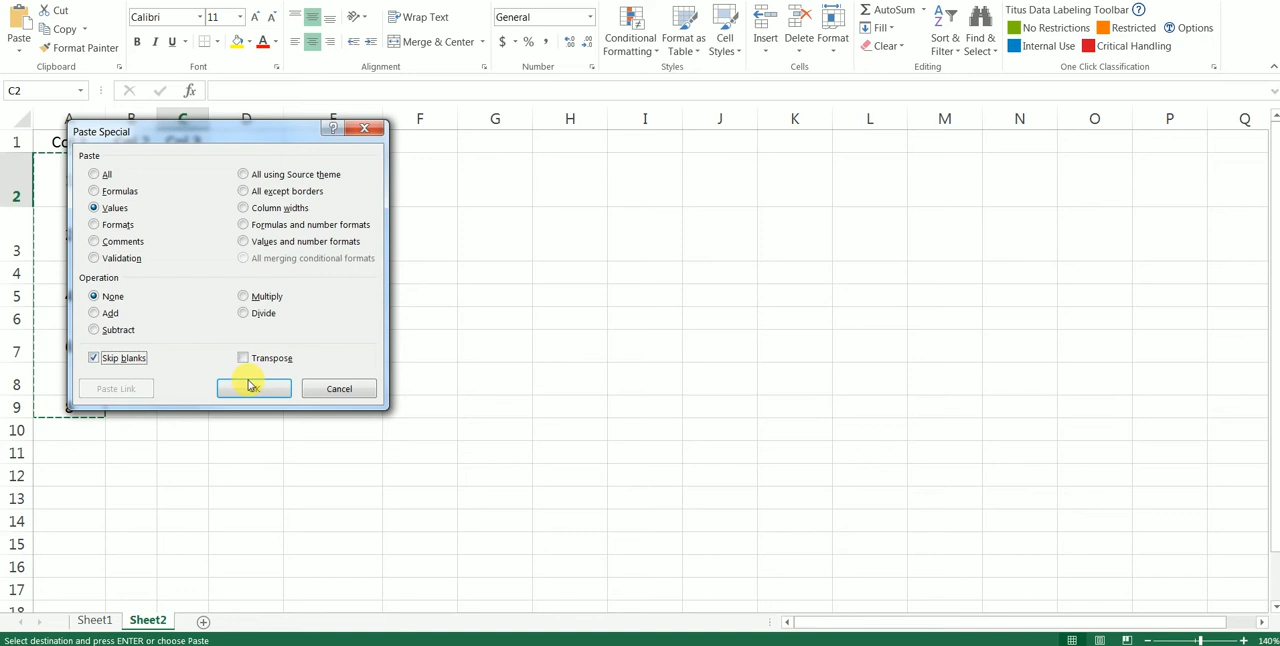 Cut
Calibri 11
Wrap Text
General
AutoSum
Titus Data Labeling Toolbar
Copy
No Restrictions Restricted Options
Paste
Format Painter
B I U
Merge & Center
$ % ,
Conditional Formatting
Format as Table
Cell Styles
Insert Delete Format
Fill
Clear
Sort & Filter
Find & Select
Internal Use Critical Handling
Clipboard Font Alignment Number Styles Cells Editing One Click Classification
C2 fx
A B C D E F G H I J K L M N O P Q
Paste Special
1
2
3
4
5
6
7
8
9
10
11
12
13
14
15
16
17
18
Paste
All All using Source theme
Formulas All except borders
Values Column widths
Formats Formulas and number formats
Comments Values and number formats
Validation All merging conditional formats
Operation
None Multiply
Add Divide
Subtract
Skip blanks Transpose
Paste Link Cancel
Sheet1 Sheet2
Select destination and press ENTER or choose Paste
140%